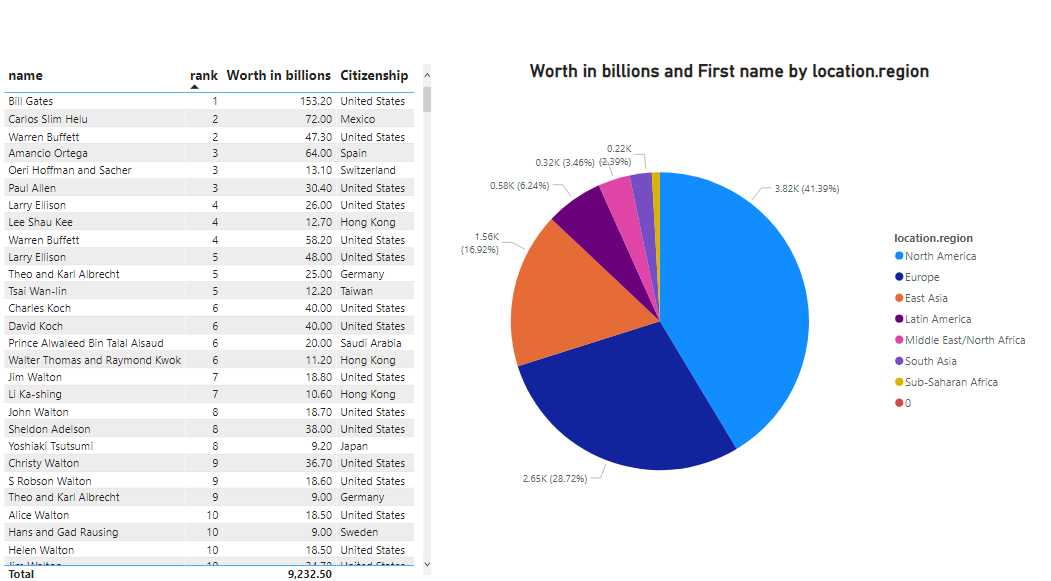 name rank Worth in billions Citizenship
Bill Gates 1 153.20 United States
Carlos Slim Helu 2 72.00 Mexico
Warren Buffett 2 47.30 United States
Amancio Ortega 3 64.00 Spain
Oeri Hoffman and Sacher 3 13.10 Switzerland
Paul Allen 3 30.40 United States
Larry Ellison 4 26.00 United States
Lee Shau Kee 4 12.70 Hong Kong
Warren Buffett 4 58.20 United States
Larry Ellison 5 48.00 United States
Theo and Karl Albrecht 5 25.00 Germany
Tsai Wan-lin 5 12.20 Taiwan
Charles Koch 6 40.00 United States
David Koch 6 40.00 United States
Prince Alwaleed Bin Talal Alsaud 6 20.00 Saudi Arabia
Walter Thomas and Raymond Kwok 6 11.20 Hong Kong
Jim Walton 7 18.80 United States
Li Ka-shing 7 10.60 Hong Kong
John Walton 8 18.70 United States
Sheldon Adelson 8 38.00 United States
Yoshiaki Tsutsumi 8 9.20 Japan
Christy Walton 9 36.70 United States
S Robson Walton 9 18.60 United States
Theo and Karl Albrecht 9 9.00 Germany
Alice Walton 10 18.50 United States
Hans and Gad Rausing 10 9.00 Sweden
Helen Walton 10 18.50 United States
Jim Walton 10 34.70 United States
Total 9,232.50
Worth in billions and First name by location.region
0.22K
(2.39%)
0.32K (3.46%)
0.58K (6.24%)
1.56K
(16.92%)
2.65K (28.72%)
3.82K (41.39%)
location.region
North America
Europe
East Asia
Latin America
Middle East/North Africa
South Asia
Sub-Saharan Africa
0